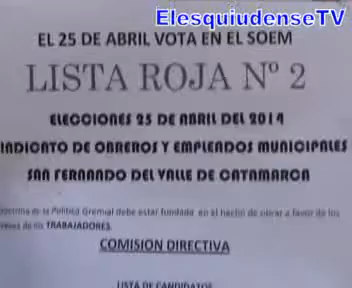 ElesquiudenseTV
EL 25 DE ABRIL VOTA EN EL SOEM
LISTA ROJA Nº 2
ELECCIONES 25 DE ABRIL DEL 2014
INDICATO DE OBREROS Y EMPLEADOS MUNICIPALES
SAN FERNANDO DEL VALLE DE CATAMARCA
de la Política Gremial debe estar fundada en el hecho de obrar a favor de los
de los TRABAJADORES.
COMISION DIRECTIVA
LISTA DE CANDIDATOS